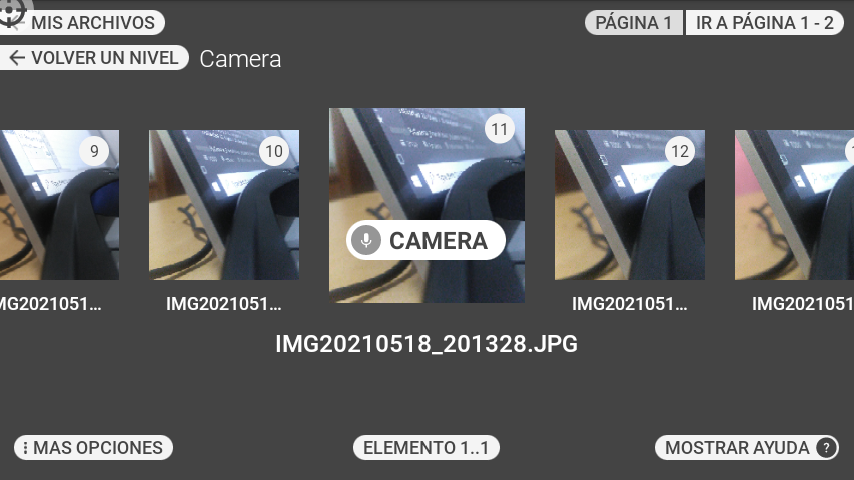 MIS ARCHIVOS
PÁGINA 1
IR A PÁGINA 1 - 2
VOLVER UN NIVEL
Camera
9
10
11
12
CAMERA
MG2021051...
IMG2021051...
IMG2021051...
IMG2021051
IMG20210518_201328.JPG
MAS OPCIONES
ELEMENTO 1..1
MOSTRAR AYUDA ?